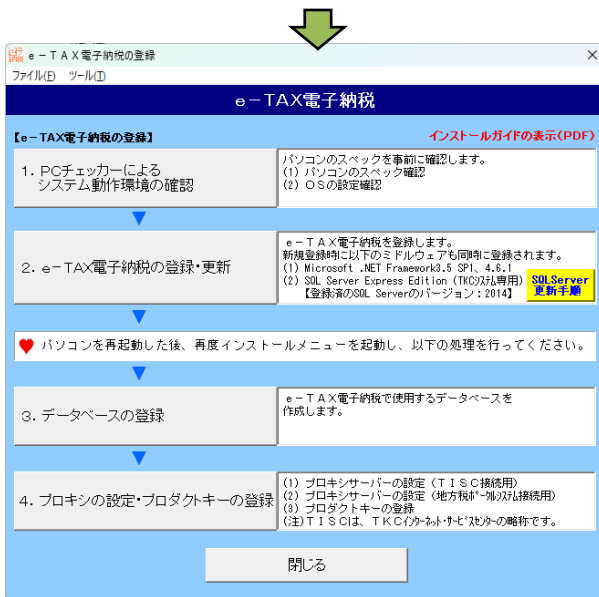 e－TAX電子納税の登録
ファイル(F) ツール(T)
e－TAX電子納税
【e－TAX電子納税の登録】
インストールガイドの表示(PDF)
1. PCチェッカーによる
システム動作環境の確認
パソコンのスペックを事前に確認します。
(1) パソコンのスペック確認
(2) ＯＳの設定確認
2. e－TAX電子納税の登録・更新
ｅ－ＴＡＸ電子納税を登録します。
新規登録時に以下のミドルウェアも同時に登録されます。
(1) Microsoft .NET Framework3.5 SP1、4.6.1
(2) SQL Server Express Edition (TKCｼｽﾃﾑ専用)
【登録済のSQL Serverのバージョン：2014】
SQLServer
更新手順
パソコンを再起動した後、再度インストールメニューを起動し、以下の処理を行ってください。
3. データベースの登録
ｅ－ＴＡＸ電子納税で使用するデータベースを
作成します。
4. プロキシの設定・プロダクトキーの登録
(1) プロキシサーバーの設定（ＴＩＳＣ接続用）
(2) プロキシサーバーの設定（地方税ﾎﾟｰﾀﾙｼｽﾃﾑ接続用）
(3) プロダクトキーの登録
(注)ＴＩＳＣは、ＴＫＣｲﾝﾀｰﾈｯﾄ･ｻｰﾋﾞｽｾﾝﾀｰの略称です。
閉じる